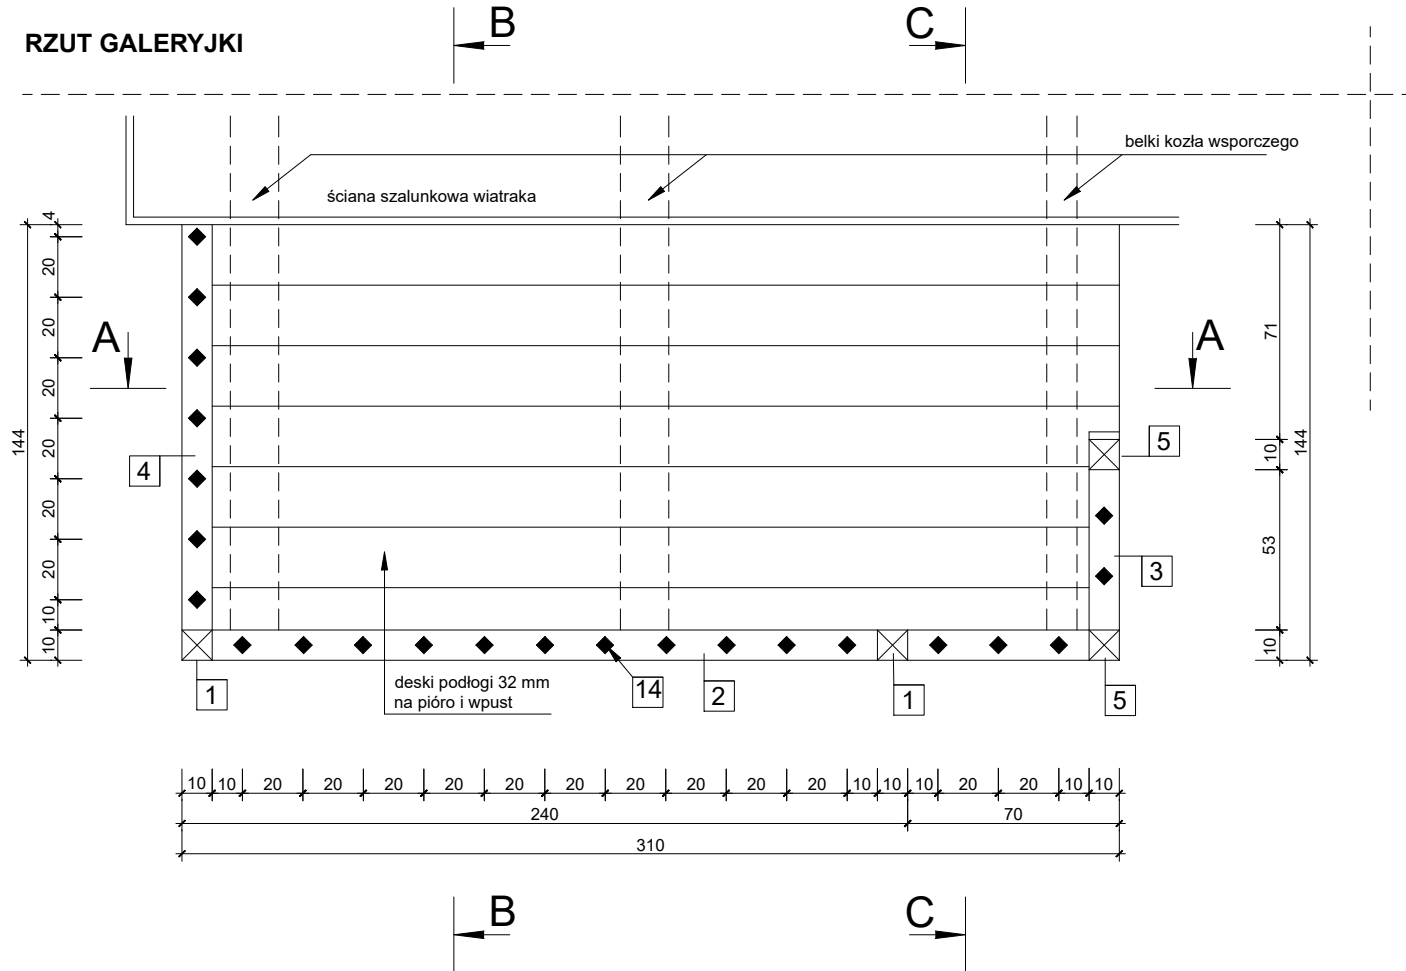 B
C
RZUT GALERYJKI
belki kozła wsporczego
ściana szalunkowa wiatraka
4
20
20
20
20
20
20
10
10
144
A
A
71
10
53
10
144
4
5
3
1
deski podłogi 32 mm
na pióro i wpust
14
2
1
5
10 10 20 20 20 20 20 20 20 20 20 20 10 10 10 20 20 10 10
240 70
310
B
C